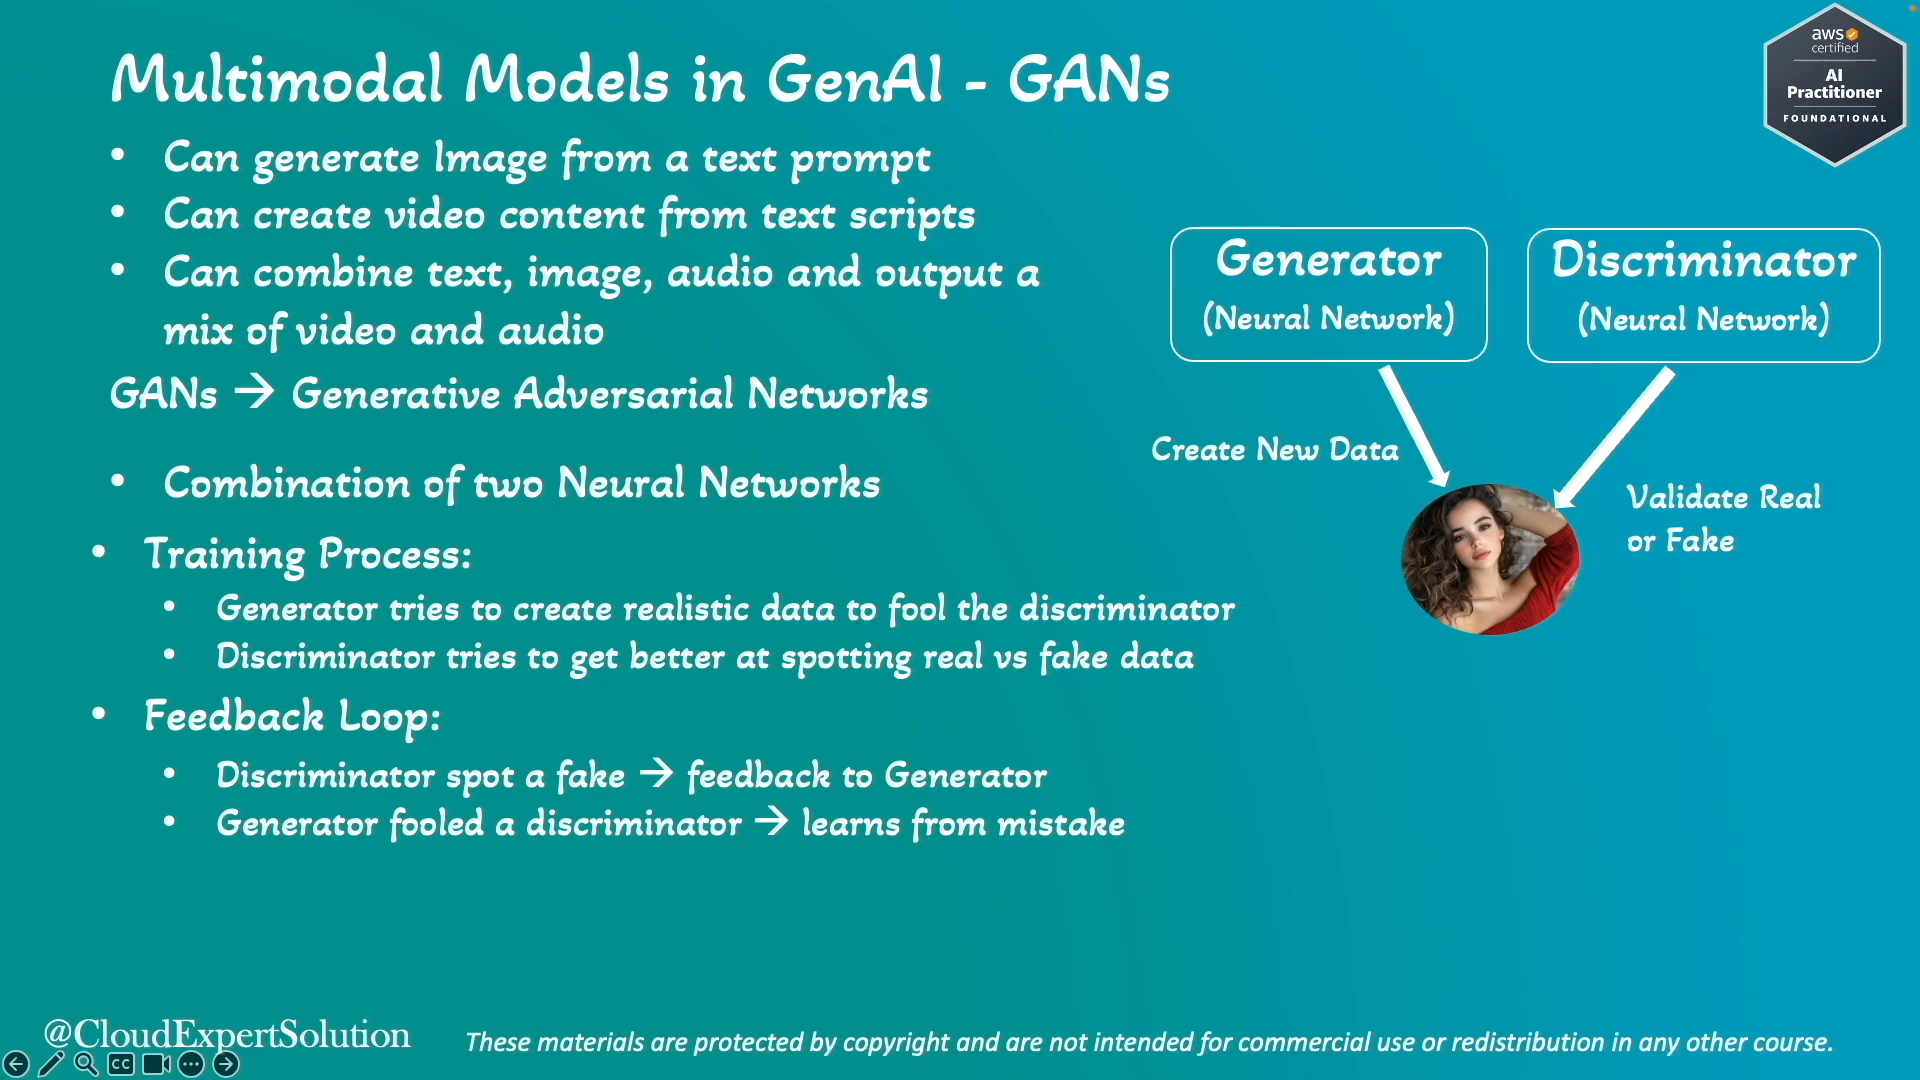 Multimodal Models in GenAI - GANs
aws
certified
AI
Practitioner
FOUNDATIONAL
• Can generate Image from a text prompt
• Can create video content from text scripts
• Can combine text, image, audio and output a
mix of video and audio
GANs → Generative Adversarial Networks
• Combination of two Neural Networks
• Training Process:
• Generator tries to create realistic data to fool the discriminator
• Discriminator tries to get better at spotting real vs fake data
• Feedback Loop:
• Discriminator spot a fake → feedback to Generator
• Generator fooled a discriminator → learns from mistake
Generator
(Neural Network)
Discriminator
(Neural Network)
Create New Data
Validate Real
or Fake
@CloudExpertSolution
These materials are protected by copyright and are not intended for commercial use or redistribution in any other course.
CC